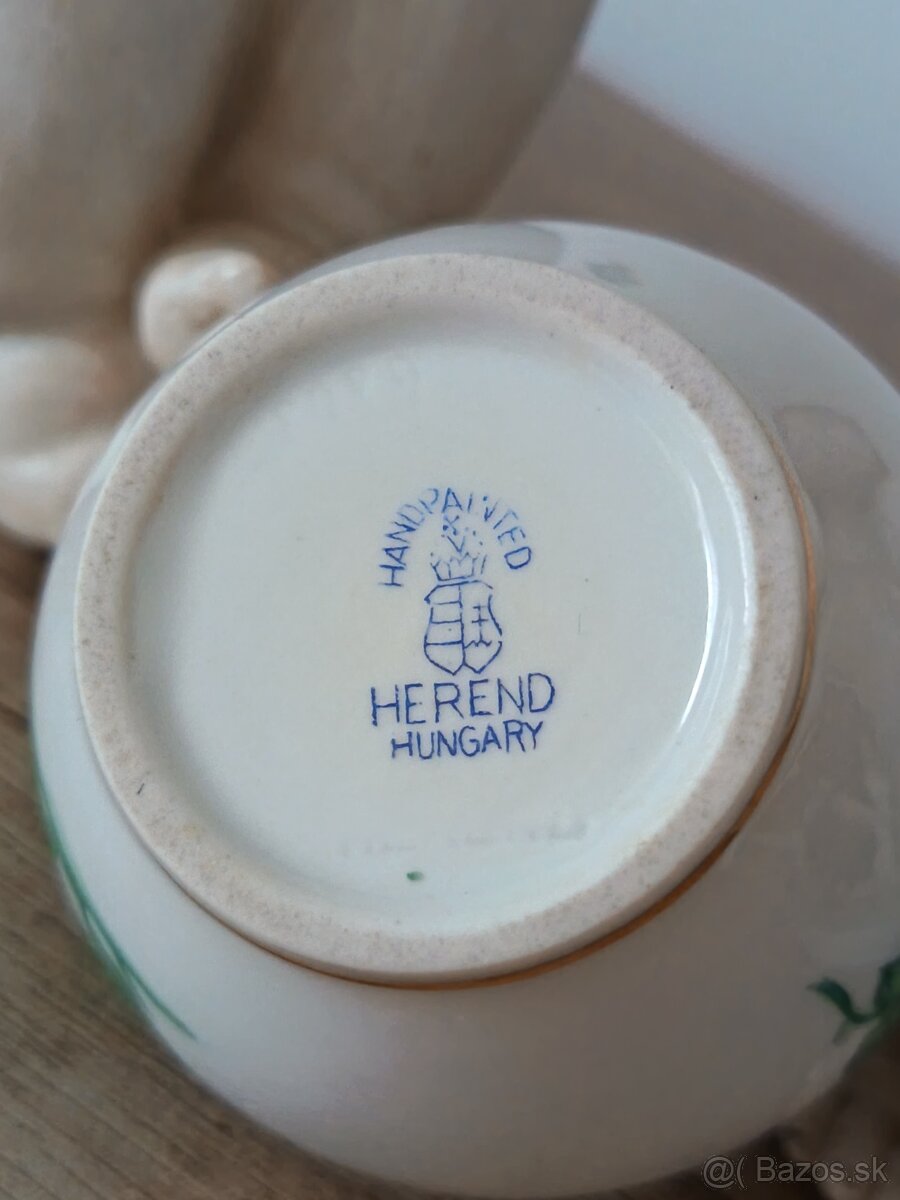 HANDPAINTED
HEREND
HUNGARY
@( Bazos.sk